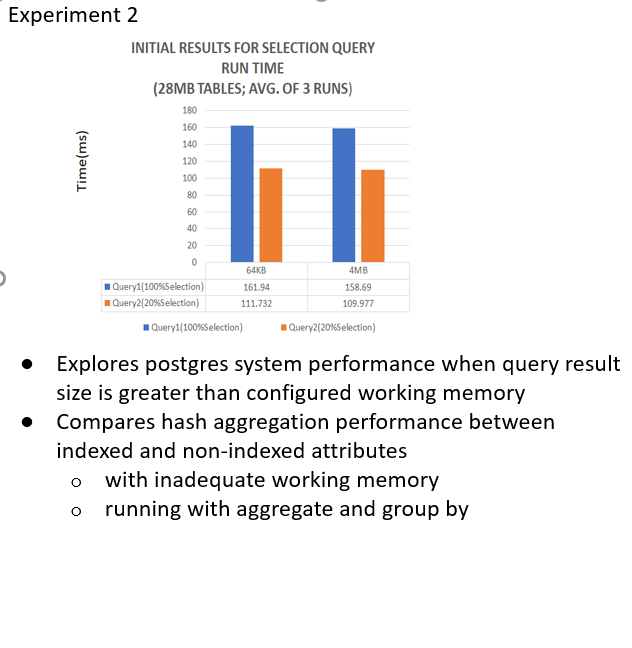 Experiment 2
INITIAL RESULTS FOR SELECTION QUERY
RUN TIME
(28MB TABLES; AVG. OF 3 RUNS)
Time(ms)
180
160
140
120
100
80
60
40
20
0
64KB 4MB
Query1(100%Selection) 161.94 158.69
Query2(20%Selection) 111.732 109.977
Query1(100%Selection) Query2(20%Selection)
● Explores postgres system performance when query result
size is greater than configured working memory
● Compares hash aggregation performance between
indexed and non-indexed attributes
o with inadequate working memory
o running with aggregate and group by